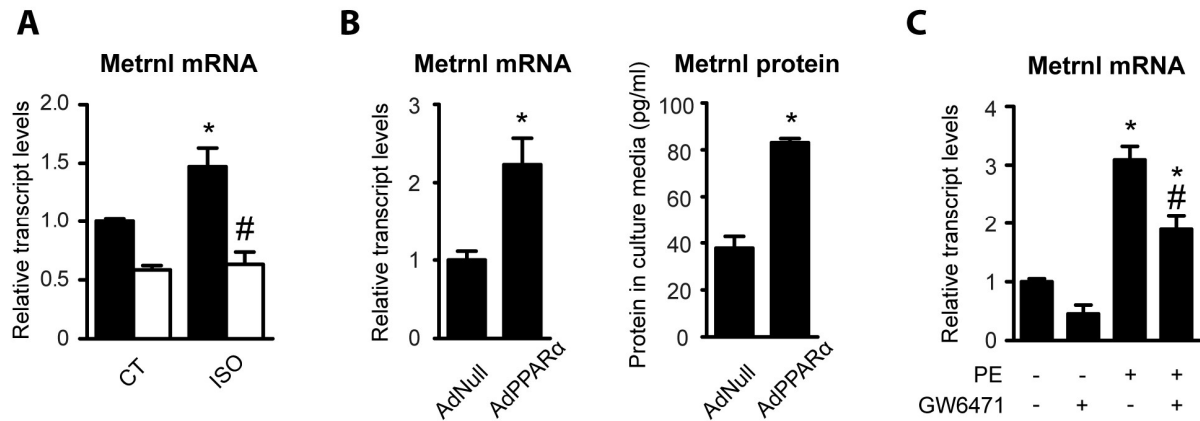 A
Metrnl mRNA
Relative transcript levels
2.0
1.5
1.0
0.5
0
*
#
CT
ISO
B
Metrnl mRNA
Relative transcript levels
3
2
1
0
*
AdNull
AdPPARα
Metrnl protein
Protein in culture media (pg/ml)
100
80
60
40
20
0
*
AdNull
AdPPARα
C
Metrnl mRNA
Relative transcript levels
4
3
2
1
0
*
*
#
PE - - + +
GW6471 - + - +